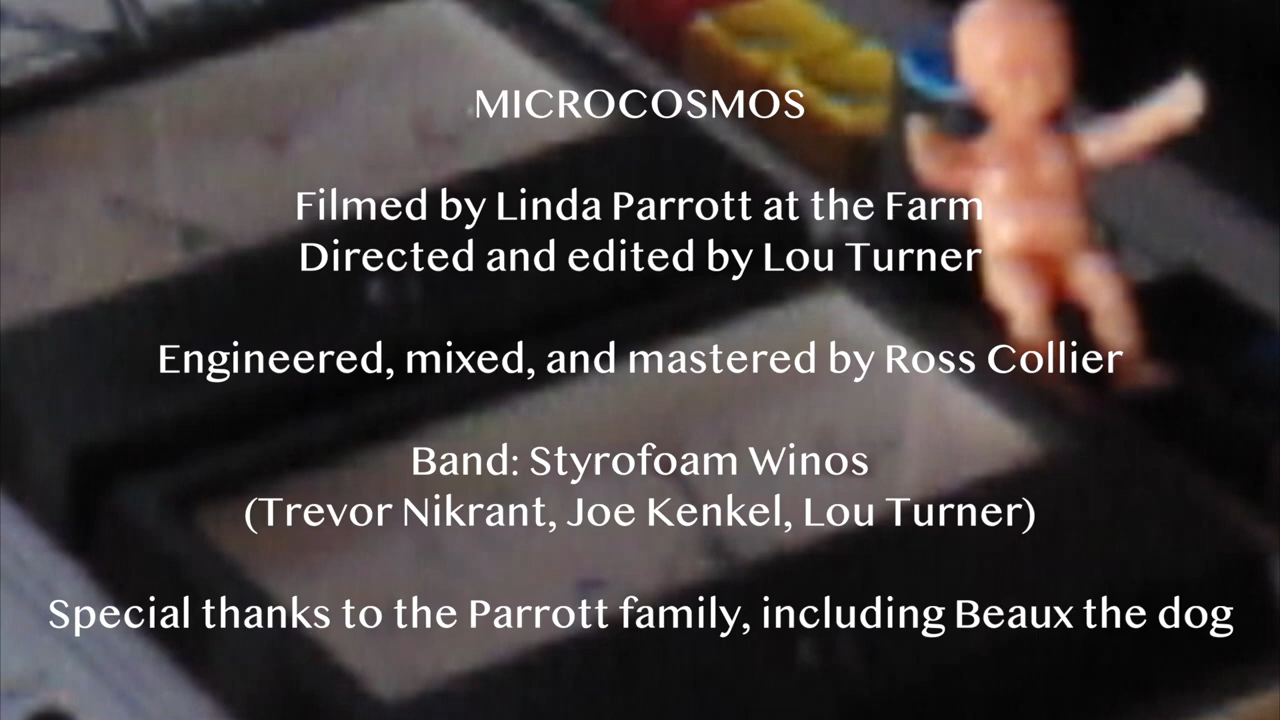 MICROCOSMOS
Filmed by Linda Parrott at the Farm
Directed and edited by Lou Turner
Engineered, mixed, and mastered by Ross Collier
Band: Styrofoam Winos
(Trevor Nikrant, Joe Kenkel, Lou Turner)
Special thanks to the Parrott family, including Beaux the dog